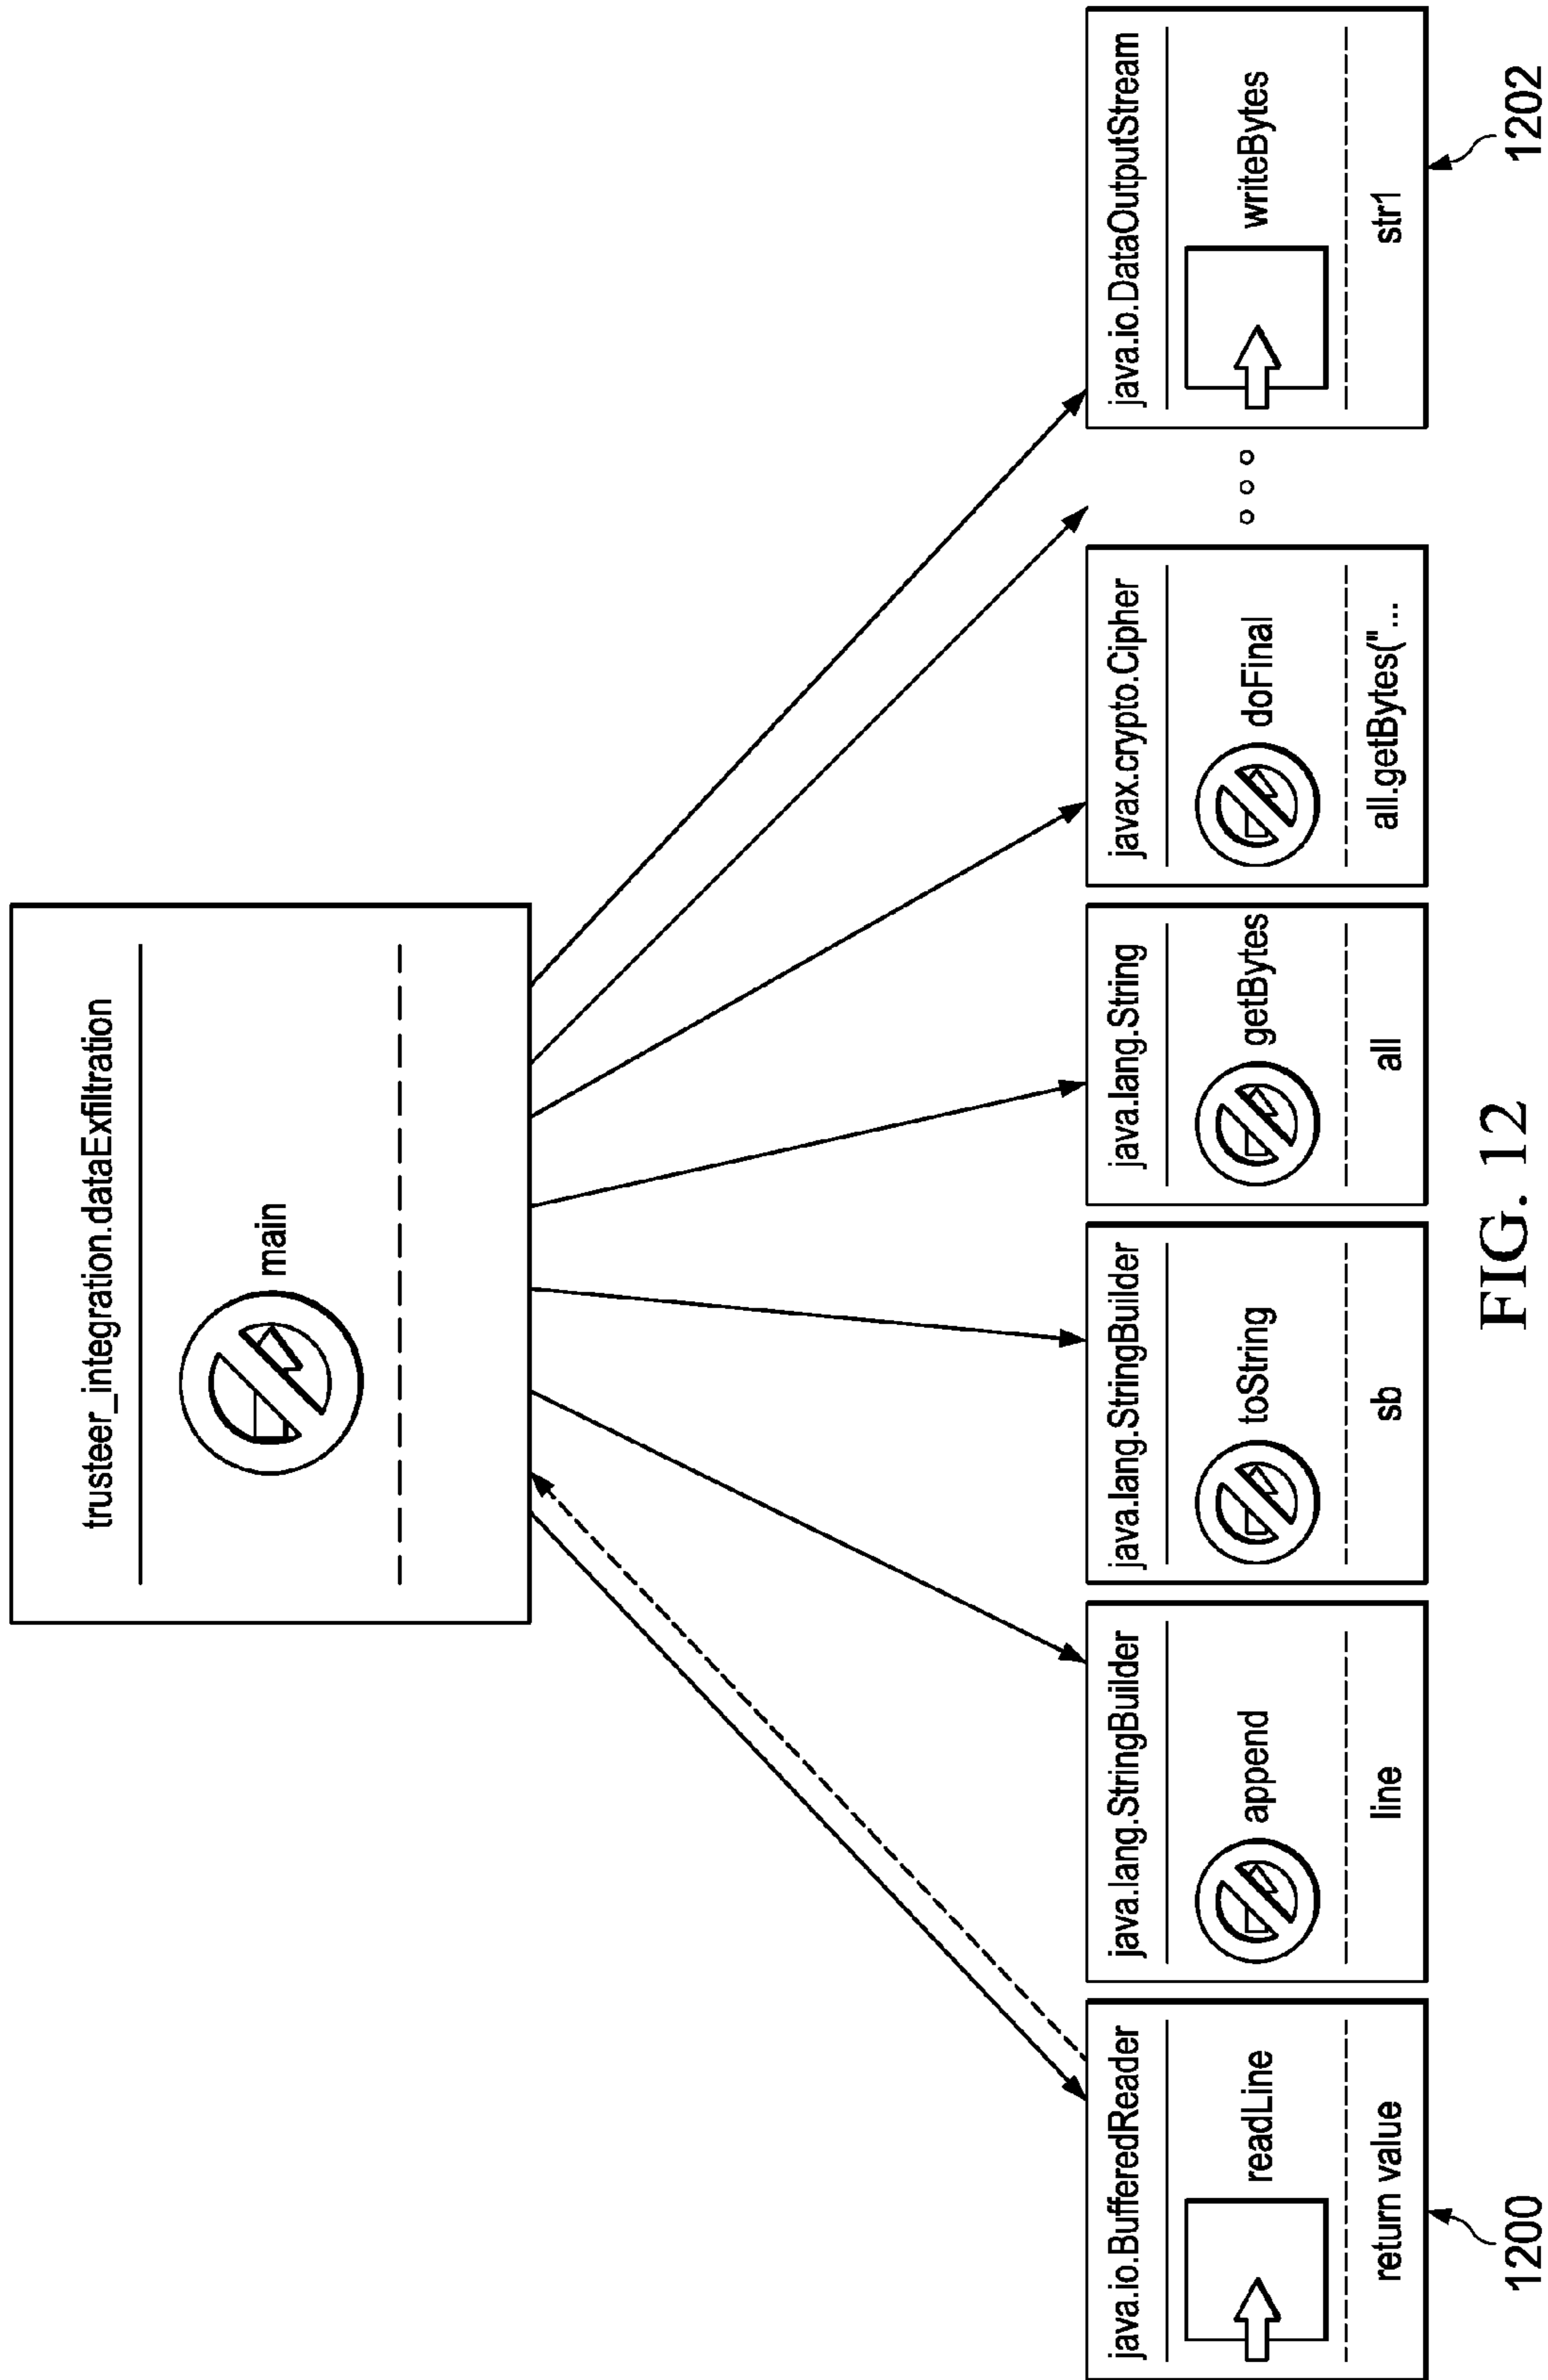 trusteer_integration.dataExfiltration
main
java.io.BufferedReader
readLine
return value
1200
java.lang.StringBuilder
append
line
java.lang.StringBuilder
toString
sb
java.lang.String
getBytes
all
javax.crypto.Cipher
doFinal
all.getBytes("...
java.io.DataOutputStream
writeBytes
str1
1202
FIG. 12